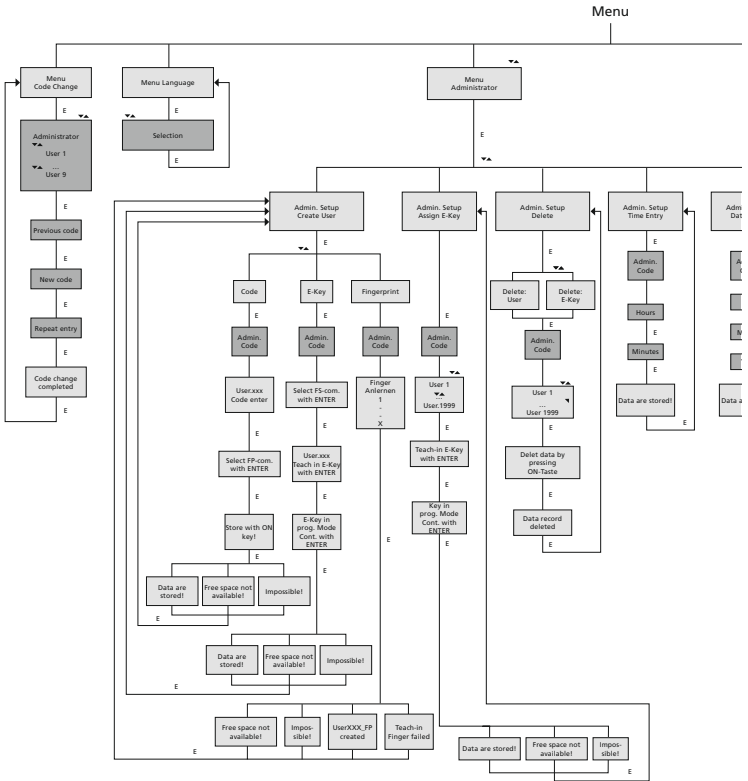 Menu
Menu
Code Change
E
Administrator
User 1
...
User 9
E
Previous code
E
New code
E
Repeat entry
E
Code change
completed
E
Menu Language
E
Selection
E
Menu
Administrator
E
Admin. Setup
Create User
E
Code
E
Admin.
Code
E
User.xxx
Code enter
E
Select FP-com.
with ENTER
E
Store with ON
key!
E
Data are
stored!
Free space not
available!
Impossible!
E
E-Key
E
Admin.
Code
E
Select FS-com.
with ENTER
E
User.xxx
Teach in E-Key
with ENTER
E
E-Key in
prog. Mode
Cont. with
ENTER
E
Data are
stored!
Free space not
available!
Impossible!
E
Fingerprint
E
Admin.
Code
E
Finger
Anlernen
1
-
-
X
E
Free space not
available!
Impos-
sible!
UserXXX_FP
created
Teach-in
Finger failed
E
Admin. Setup
Assign E-Key
E
Admin.
Code
E
User 1
...
User.1999
E
Teach-in E-Key
with ENTER
E
Key in
prog. Mode
Cont. with
ENTER
E
Data are stored!
Free space not
available!
Impos-
sible!
E
Admin. Setup
Delete
E
Delete:
User
Delete:
E-Key
E
Admin.
Code
E
User 1
...
User 1999
E
Delet data by
pressing
ON-Taste
E
Data record
deleted
E
Admin. Setup
Time Entry
E
Admin.
Code
E
Hours
E
Minutes
E
Data are stored!
E
Admi
Dat
A
M
Data a